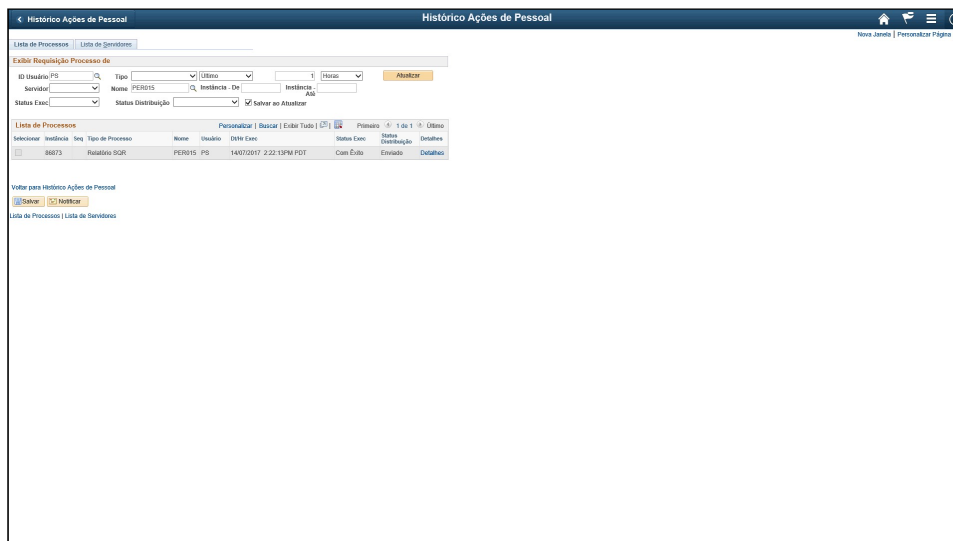 Histórico Ações de Pessoal
Histórico Ações de Pessoal
Nova Janela | Personalizar Página
Lista de Processos
Lista de Servidores
Exibir Requisição Processo de
ID Usuário PS Tipo Último 1 Horas Atualizar
Servidor Nome PER015 Instância - De Instância - Até
Status Exec Status Distribuição Salvar ao Atualizar
Lista de Processos Personalizar | Buscar | Exibir Tudo | | Primeiro 1 de 1 Último
Selecionar Instância Seq Tipo de Processo Nome Usuário Dt/Hr Exec Status Exec Status Distribuição Detalhes
86873 Relatório SQR PER015 PS 14/07/2017 2:22:13PM PDT Com Êxito Enviado Detalhes
Voltar para Histórico Ações de Pessoal
Salvar Notificar
Lista de Processos | Lista de Servidores